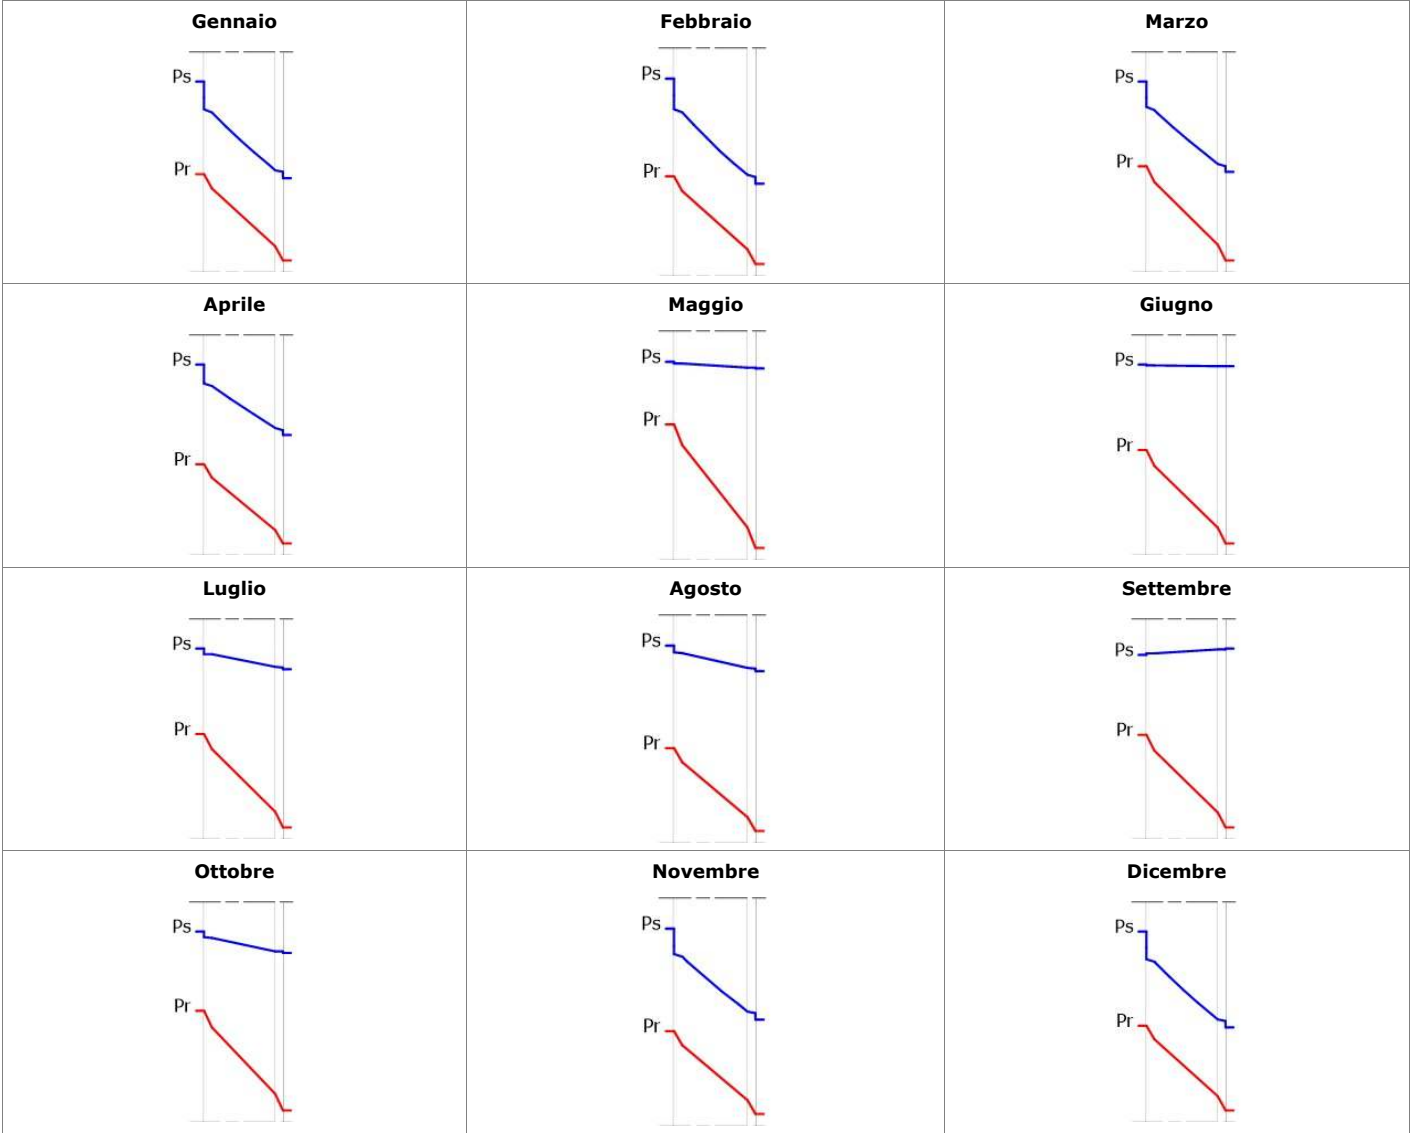 Gennaio
Febbraio
Marzo
Ps
Pr
Ps
Pr
Ps
Pr
Aprile
Maggio
Giugno
Ps
Pr
Ps
Pr
Ps
Pr
Luglio
Agosto
Settembre
Ps
Pr
Ps
Pr
Ps
Pr
Ottobre
Novembre
Dicembre
Ps
Pr
Ps
Pr
Ps
Pr